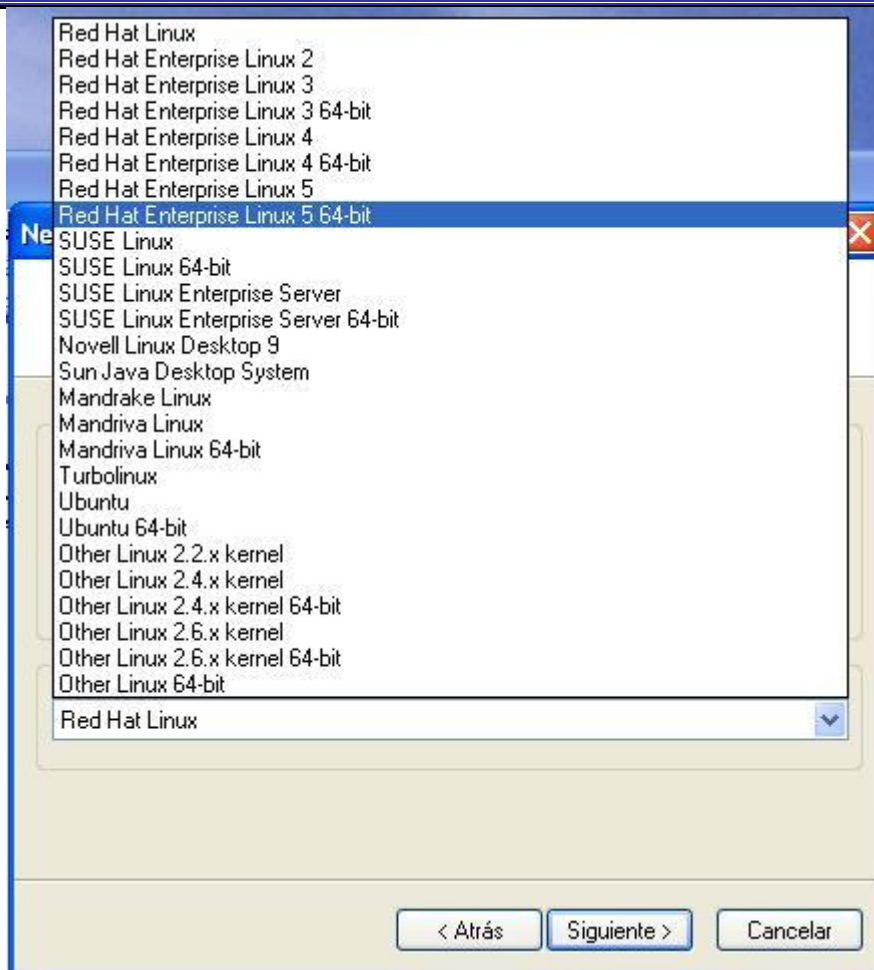 Red Hat Linux
Red Hat Enterprise Linux 2
Red Hat Enterprise Linux 3
Red Hat Enterprise Linux 3 64-bit
Red Hat Enterprise Linux 4
Red Hat Enterprise Linux 4 64-bit
Red Hat Enterprise Linux 5
Red Hat Enterprise Linux 5 64-bit
Ne
SUSE Linux
SUSE Linux 64-bit
SUSE Linux Enterprise Server
SUSE Linux Enterprise Server 64-bit
Novell Linux Desktop 9
Sun Java Desktop System
Mandrake Linux
Mandriva Linux
Mandriva Linux 64-bit
Turbolinux
Ubuntu
Ubuntu 64-bit
Other Linux 2.2.x kernel
Other Linux 2.4.x kernel
Other Linux 2.4.x kernel 64-bit
Other Linux 2.6.x kernel
Other Linux 2.6.x kernel 64-bit
Other Linux 64-bit
Red Hat Linux
< Atrás Siguiente > Cancelar